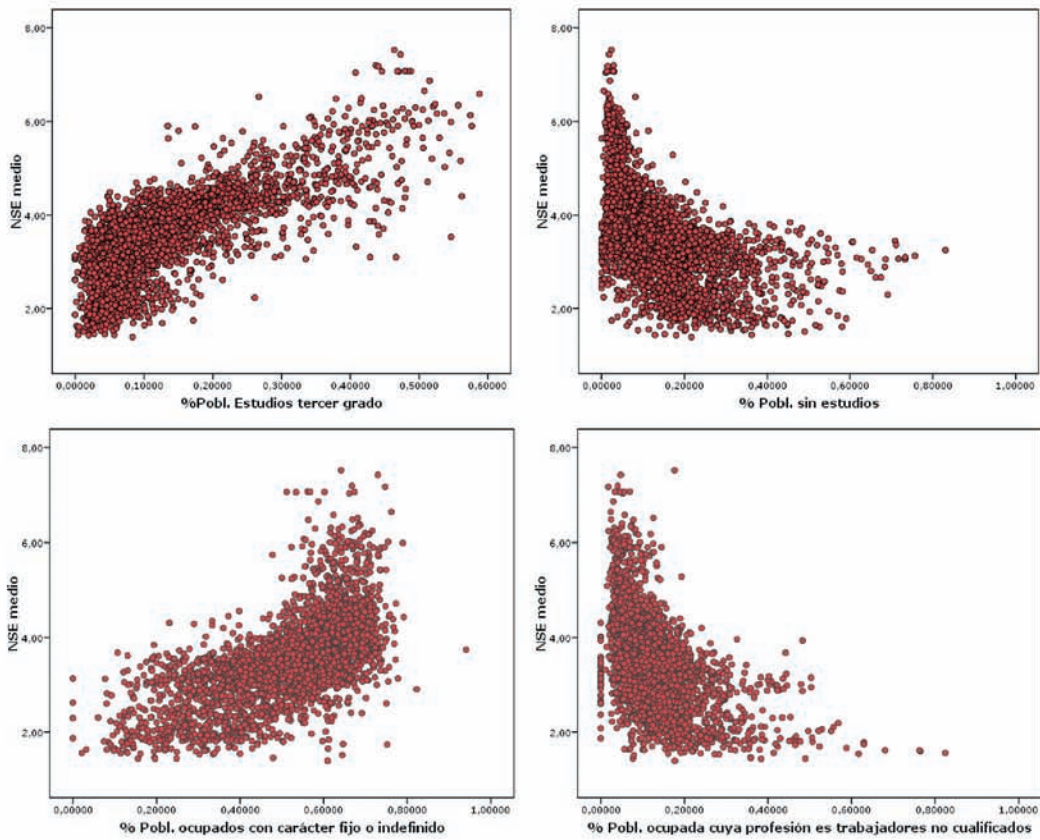 8,00
6,00
4,00
2,00
NSE medio
0,00000 0,10000 0,20000 0,30000 0,40000 0,50000 0,60000
%Pobl. Estudios tercer grado
8,00
6,00
4,00
2,00
NSE medio
0,00000 0,20000 0,40000 0,60000 0,80000 1,00000
% Pobl. sin estudios
8,00
6,00
4,00
2,00
NSE medio
0,00000 0,20000 0,40000 0,60000 0,80000 1,00000
% Pobl. ocupados con carácter fijo o indefinido
8,00
6,00
4,00
2,00
NSE medio
0,00000 0,20000 0,40000 0,60000 0,80000 1,00000
% Pobl. ocupada cuya profesión es trabajadores no cualificados